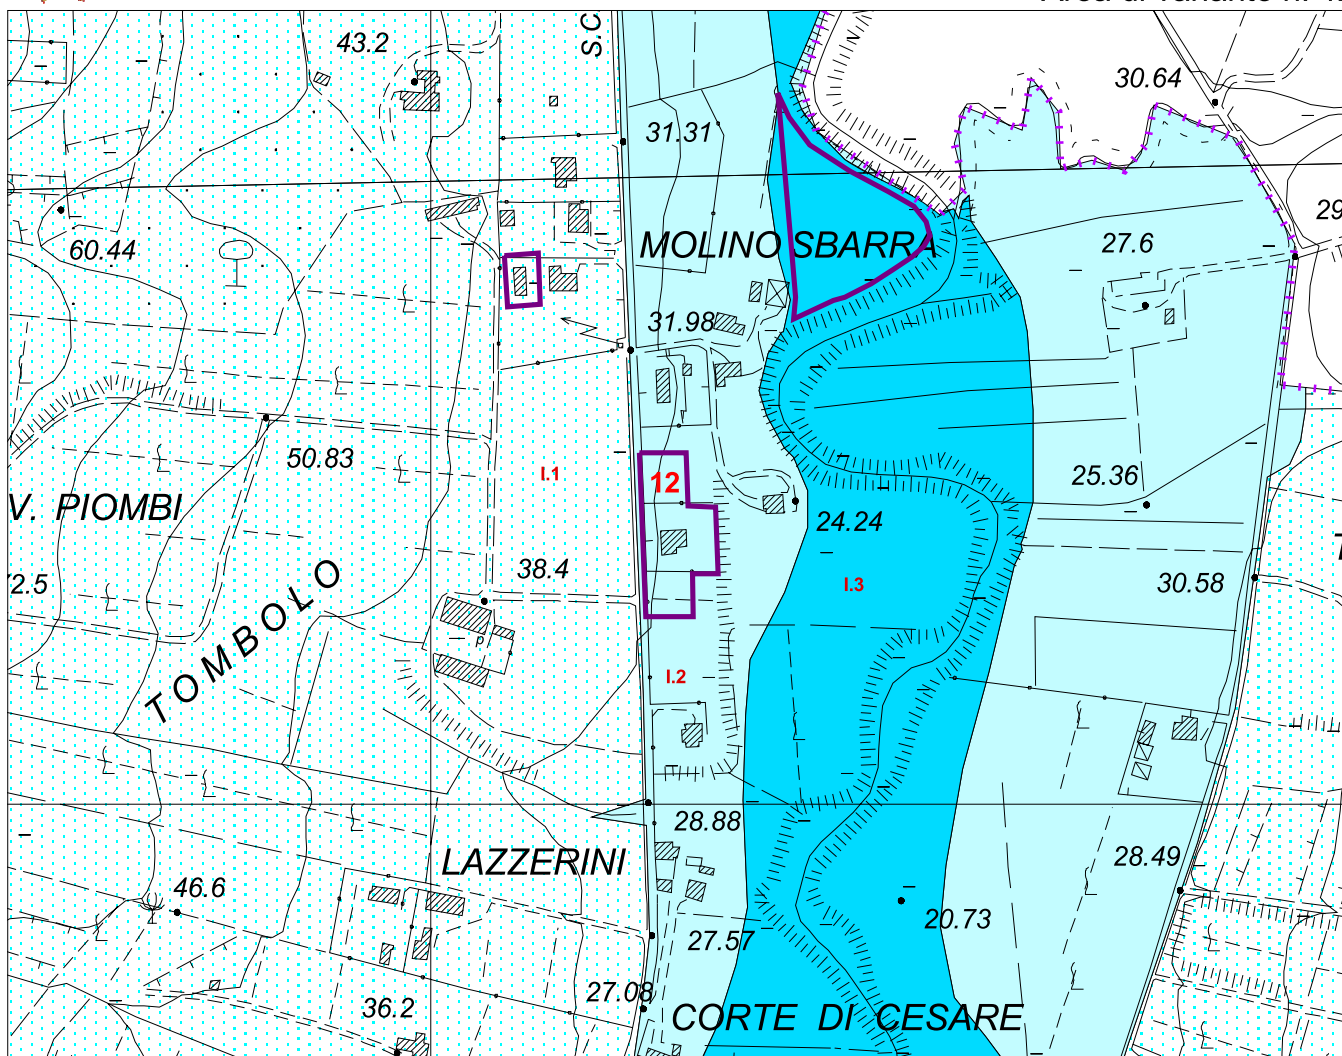 43.2
S.C
30.64
31.31
29
60.44
MOLINO SBARRA
27.6
31.98
50.83
I.1
12
25.36
V. PIOMBI
24.24
38.4
I.3
30.58
72.5
TOMBOLO
p
I.2
28.88
LAZZERINI
28.49
46.6
20.73
27.57
27.08
36.2
CORTE DI CESARE